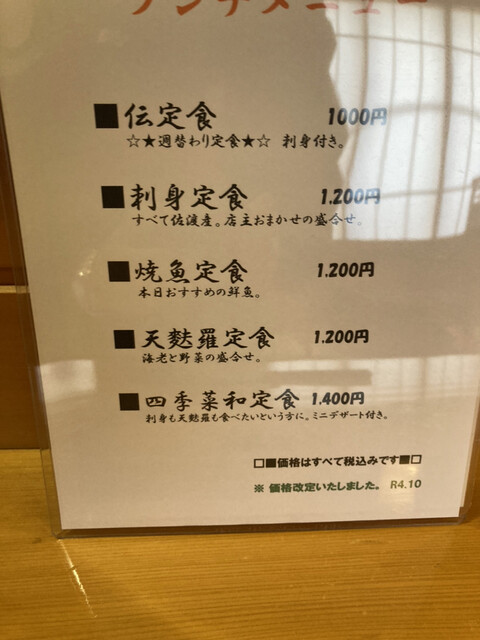 ランチメニュー
■伝定食 1000円
☆★週替わり定食★☆ 刺身付き。
■刺身定食 1.200円
すべて佐渡産。店主おまかせの盛合せ。
■焼魚定食 1.200円
本日おすすめの鮮魚。
■天麩羅定食 1.200円
海老と野菜の盛合せ。
■四季菜和定食 1.400円
刺身も天麩羅も食べたいという方に。ミニデザート付き。
□■価格はすべて税込みです■□
※ 価格改定いたしました。 R4.10